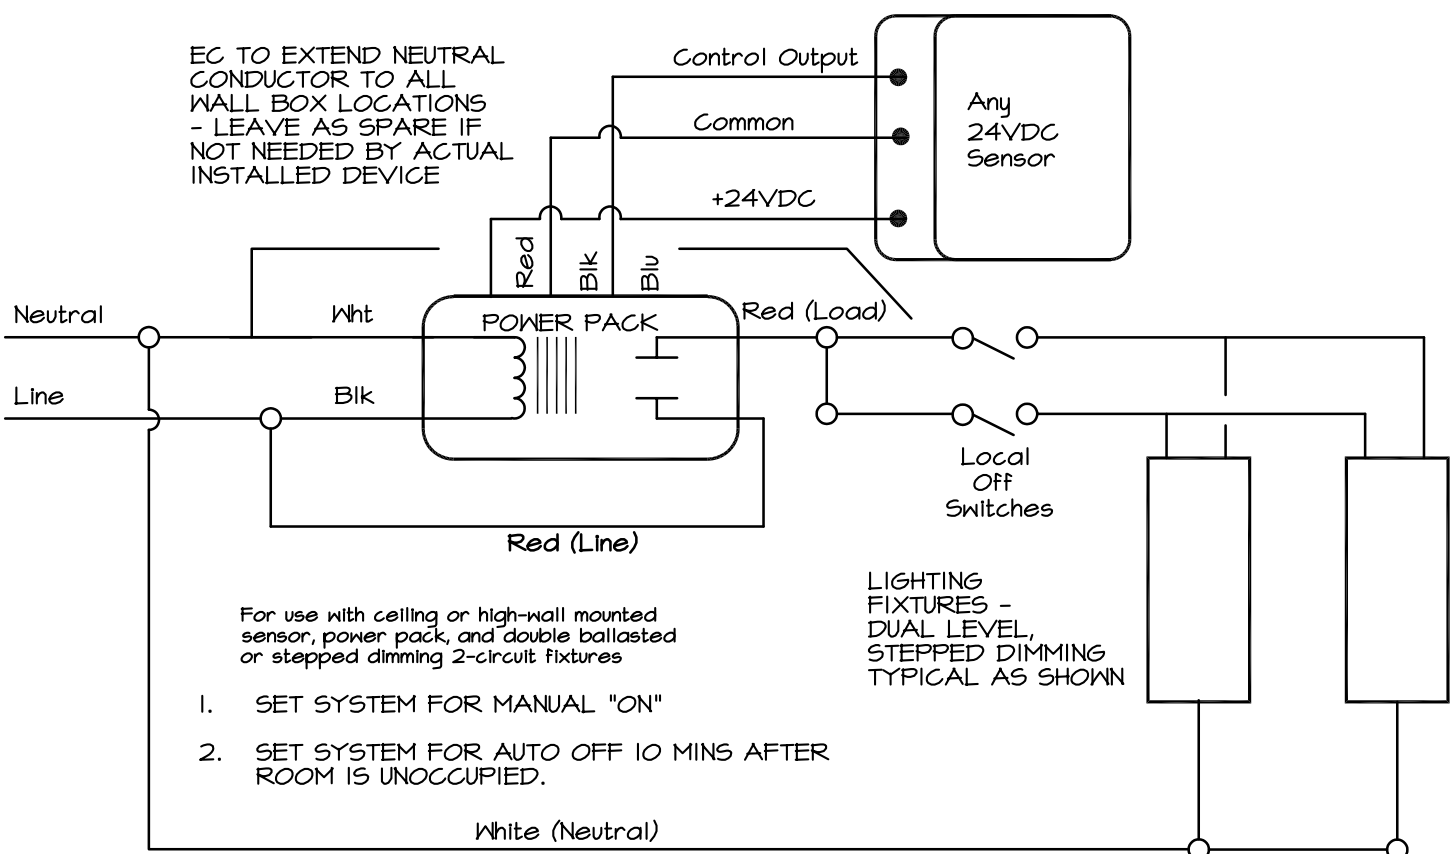 EC TO EXTEND NEUTRAL
CONDUCTOR TO ALL
WALL BOX LOCATIONS
- LEAVE AS SPARE IF
NOT NEEDED BY ACTUAL
INSTALLED DEVICE
Control Output
Common
+24VDC
Any
24VDC
Sensor
Red
Blk
Blu
Neutral
Wht
POWER PACK
Red (Load)
Line
Blk
Local
Off
Switches
Red (Line)
LIGHTING
FIXTURES -
DUAL LEVEL,
STEPPED DIMMING
TYPICAL AS SHOWN
For use with ceiling or high-wall mounted
sensor, power pack, and double ballasted
or stepped dimming 2-circuit fixtures
1. SET SYSTEM FOR MANUAL "ON"
2. SET SYSTEM FOR AUTO OFF 10 MINS AFTER
ROOM IS UNOCCUPIED.
White (Neutral)